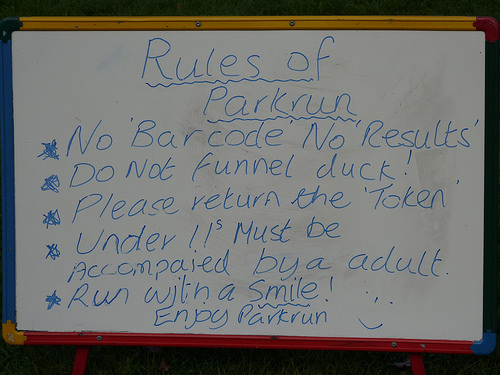 Rules of
Parkrun
No 'Barcode' No 'Results'
Do Not funnel duck!
Please return the 'Token'
Under 11s Must be
Accompaied by a adult.
Run with a Smile!
Enjoy Parkrun